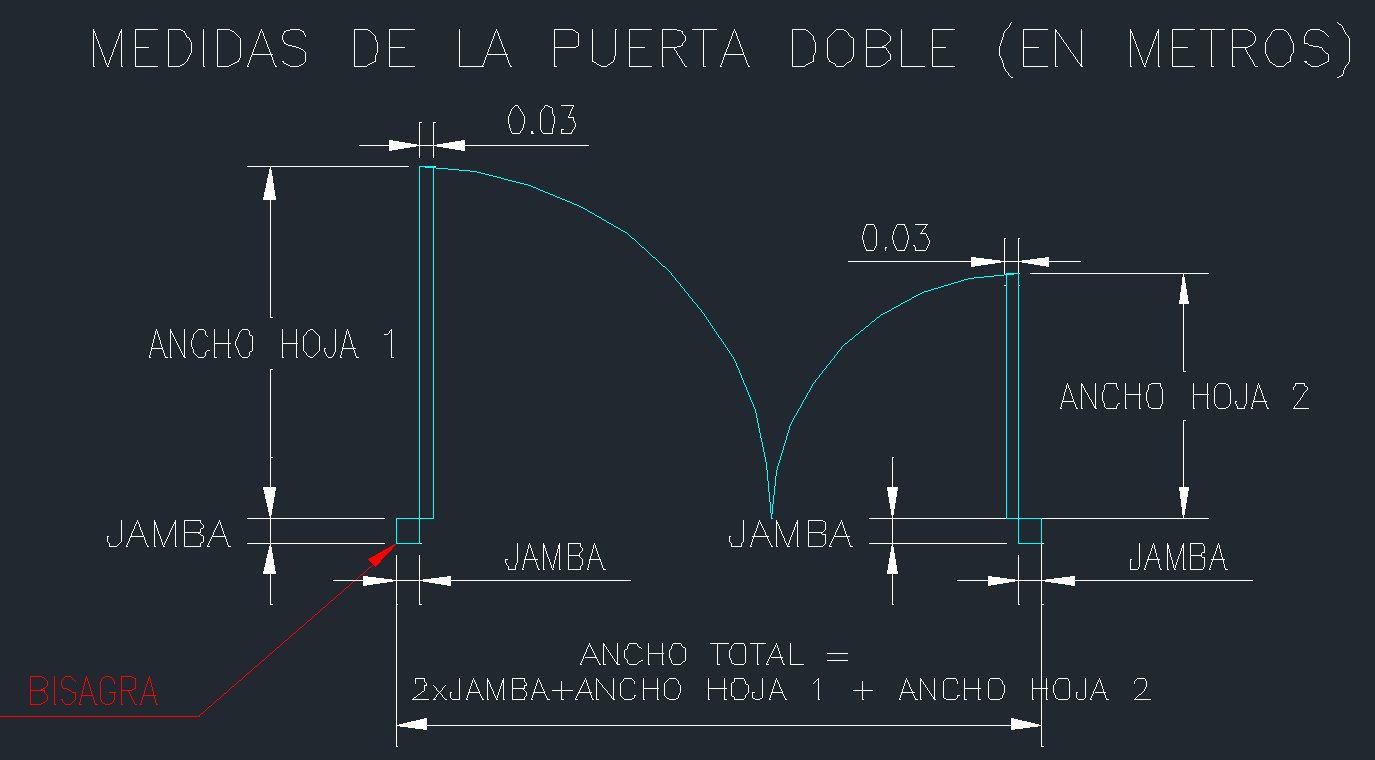 MEDIDAS DE LA PUERTA DOBLE (EN METROS)
0.03
0.03
ANCHO HOJA 1
ANCHO HOJA 2
JAMBA
JAMBA
JAMBA
JAMBA
ANCHO TOTAL =
2xJAMBA+ANCHO HOJA 1 + ANCHO HOJA 2
BISAGRA